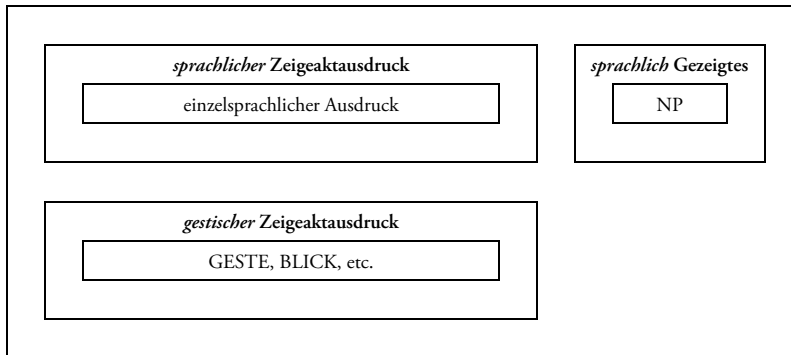 sprachlicher Zeigeaktausdruck
einzelsprachlicher Ausdruck
sprachlich Gezeigtes
NP
gestischer Zeigeaktausdruck
GESTE, BLICK, etc.